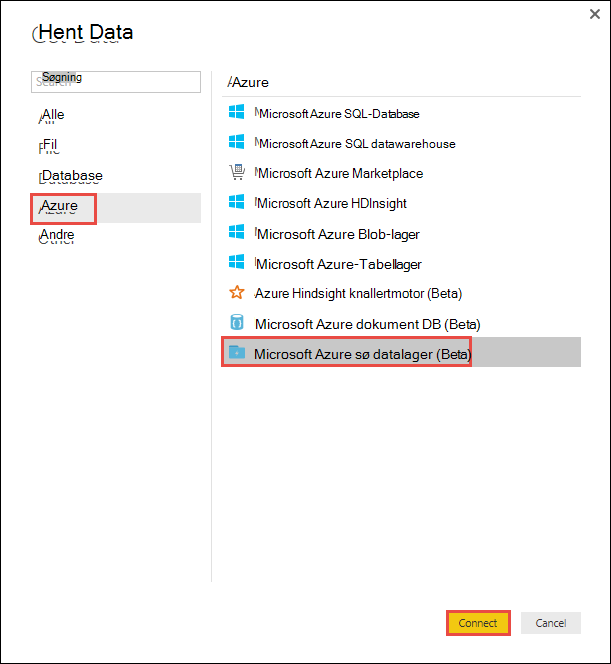 Hent Data
Søgning
Alle
Fil
Database
Azure
Andre
Azure
Microsoft Azure SQL-Database
Microsoft Azure SQL datawarehouse
Microsoft Azure Marketplace
Microsoft Azure HDInsight
Microsoft Azure Blob-lager
Microsoft Azure-Tabellager
Azure Hindsight knallertmotor (Beta)
Microsoft Azure dokument DB (Beta)
Microsoft Azure sø datalager (Beta)
Connect
Cancel